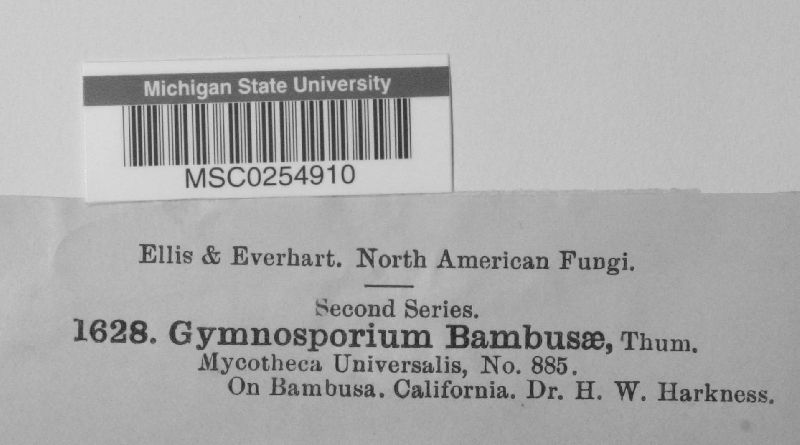 Michigan State University
MSC0254910
Ellis & Everhart. North American Fungi.
Second Series.
1628. Gymnosporium Bambusæ, Thum.
Mycotheca Universalis, No. 885.
On Bambusa. California. Dr. H. W. Harkness.